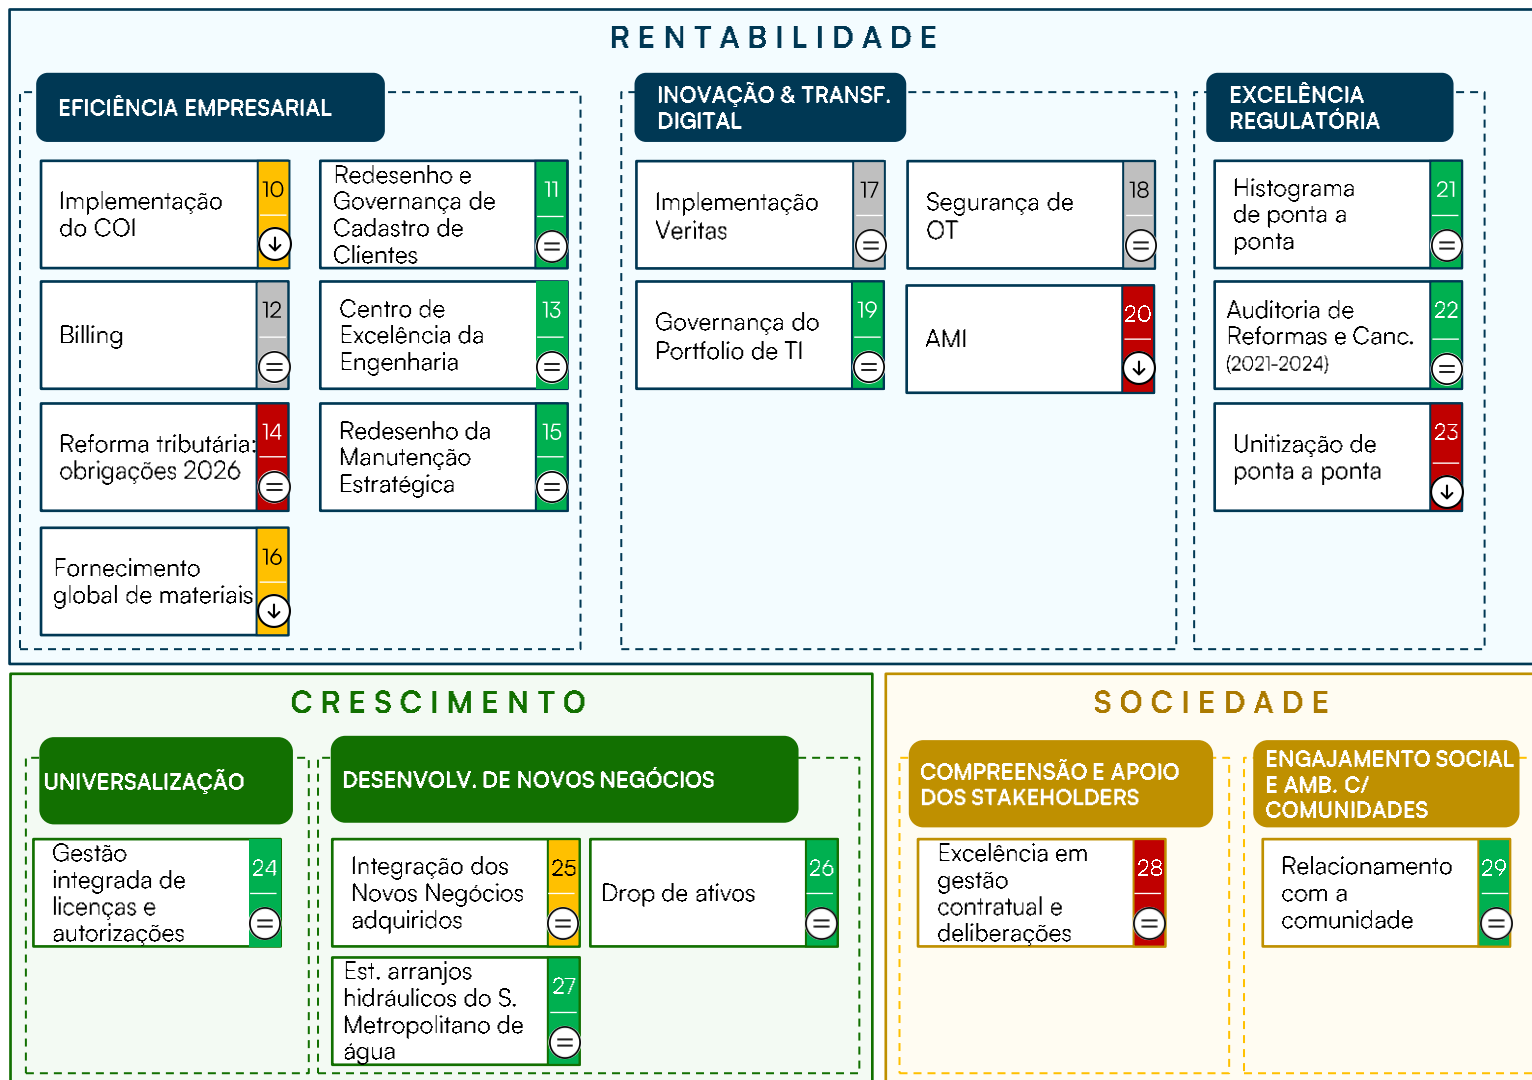 RENTABILIDADE
EFICIÊNCIA EMPRESARIAL
Implementação
do COI
10
↓
Redesenho e
Governança de
Cadastro de
Clientes
11
=
Billing
12
=
Centro de
Excelência da
Engenharia
13
=
Reforma tributária:
obrigações 2026
14
=
Redesenho da
Manutenção
Estratégica
15
=
Fornecimento
global de materiais
16
↓
INOVAÇÃO & TRANSF.
DIGITAL
Implementação
Veritas
17
=
Segurança de
OT
18
=
Governança do
Portfolio de TI
19
=
AMI
20
↓
EXCELÊNCIA
REGULATÓRIA
Histograma
de ponta a
ponta
21
=
Auditoria de
Reformas e Canc.
(2021-2024)
22
=
Unitização de
ponta a ponta
23
↓
CRESCIMENTO
UNIVERSALIZAÇÃO
Gestão
integrada de
licenças e
autorizações
24
=
DESENVOLV. DE NOVOS NEGÓCIOS
Integração dos
Novos Negócios
adquiridos
25
=
Drop de ativos
26
=
Est. arranjos
hidráulicos do S.
Metropolitano de
água
27
=
SOCIEDADE
COMPREENSÃO E APOIO
DOS STAKEHOLDERS
Excelência em
gestão
contratual e
deliberações
28
=
ENGAJAMENTO SOCIAL
E AMB. C/
COMUNIDADES
Relacionamento
com a
comunidade
29
=